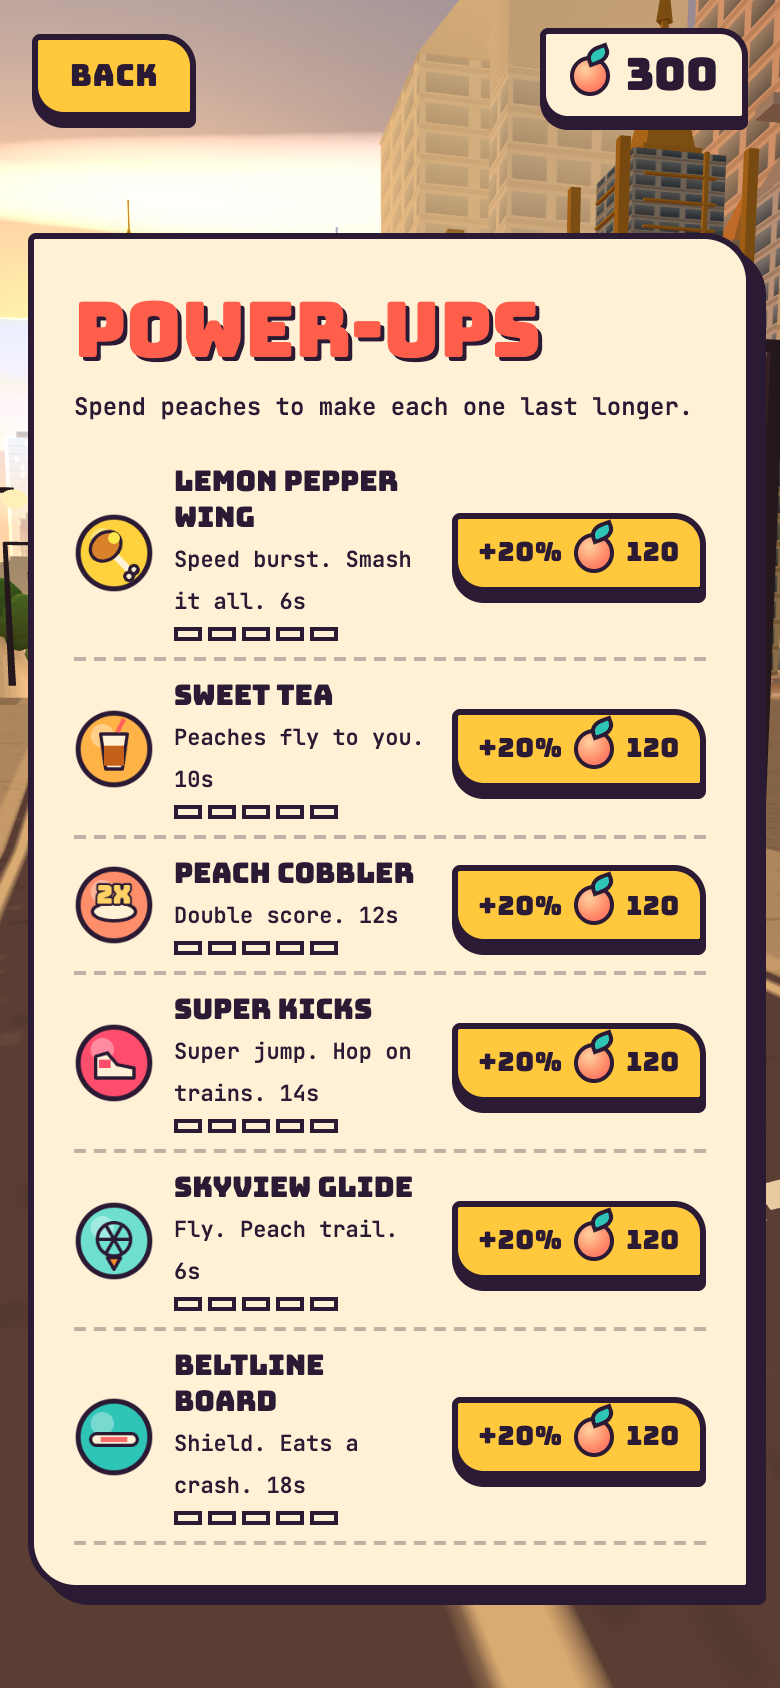 BACK
300
POWER-UPS
Spend peaches to make each one last longer.
LEMON PEPPER
WING
Speed burst. Smash
it all. 6s
+20% 120
SWEET TEA
Peaches fly to you.
10s
+20% 120
2X
PEACH COBBLER
Double score. 12s
+20% 120
SUPER KICKS
Super jump. Hop on
trains. 14s
+20% 120
SKYVIEW GLIDE
Fly. Peach trail.
6s
+20% 120
BELTLINE
BOARD
Shield. Eats a
crash. 18s
+20% 120